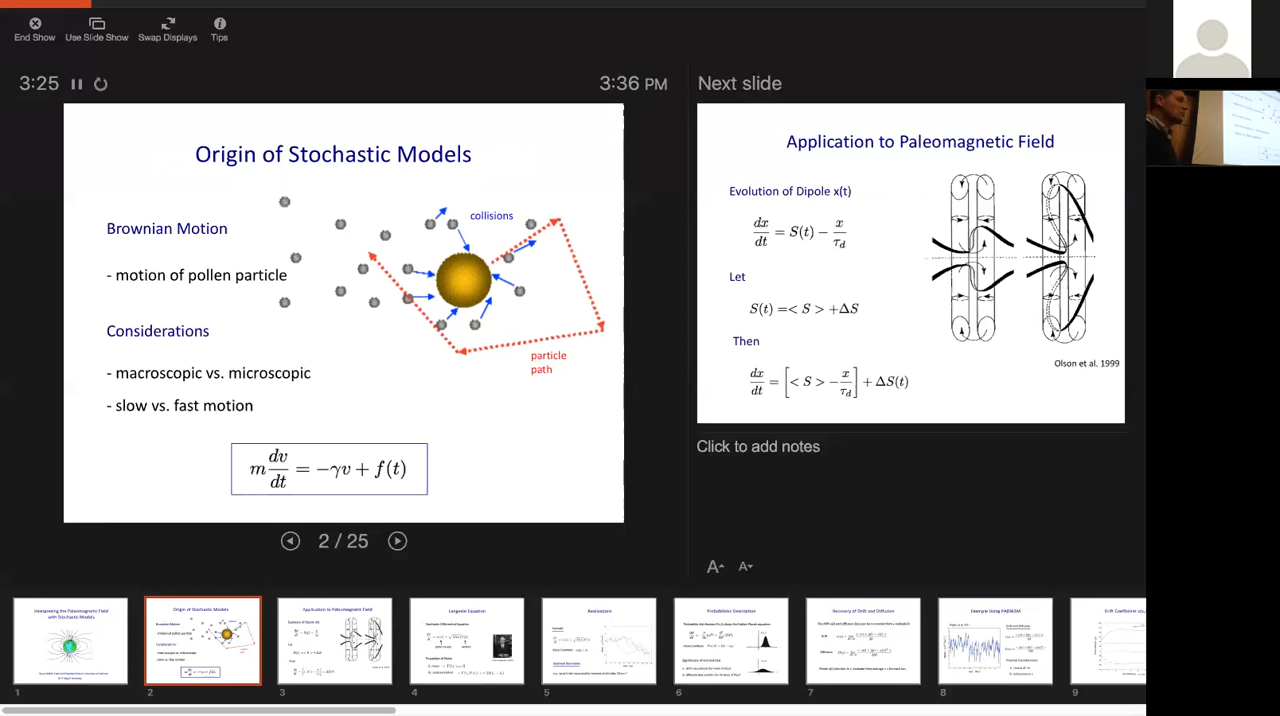 End Show
Use Slide Show
Swap Displays
Tips
3:25
3:36 PM
Origin of Stochastic Models
Brownian Motion
- motion of pollen particle
collisions
Considerations
- macroscopic vs. microscopic
- slow vs. fast motion
particle
path
m dv/dt = −γv + f(t)
2 / 25
Next slide
Application to Paleomagnetic Field
Evolution of Dipole x(t)
dx/dt = S(t) − x/τd
Let
S(t) =< S > +ΔS
Then
dx/dt = [< S > − x/τd] + ΔS(t)
Olson et al. 1999
Click to add notes
A A
Interpreting the Paleomagnetic Field
with Stochastic Models
Origin of Stochastic Models
Application to Paleomagnetic Field
Langevin Equation
Realizations
Probabilistic Description
Recovery of Drift and Diffusion
Example Using PADM2M
1
2
3
4
5
6
7
8
9